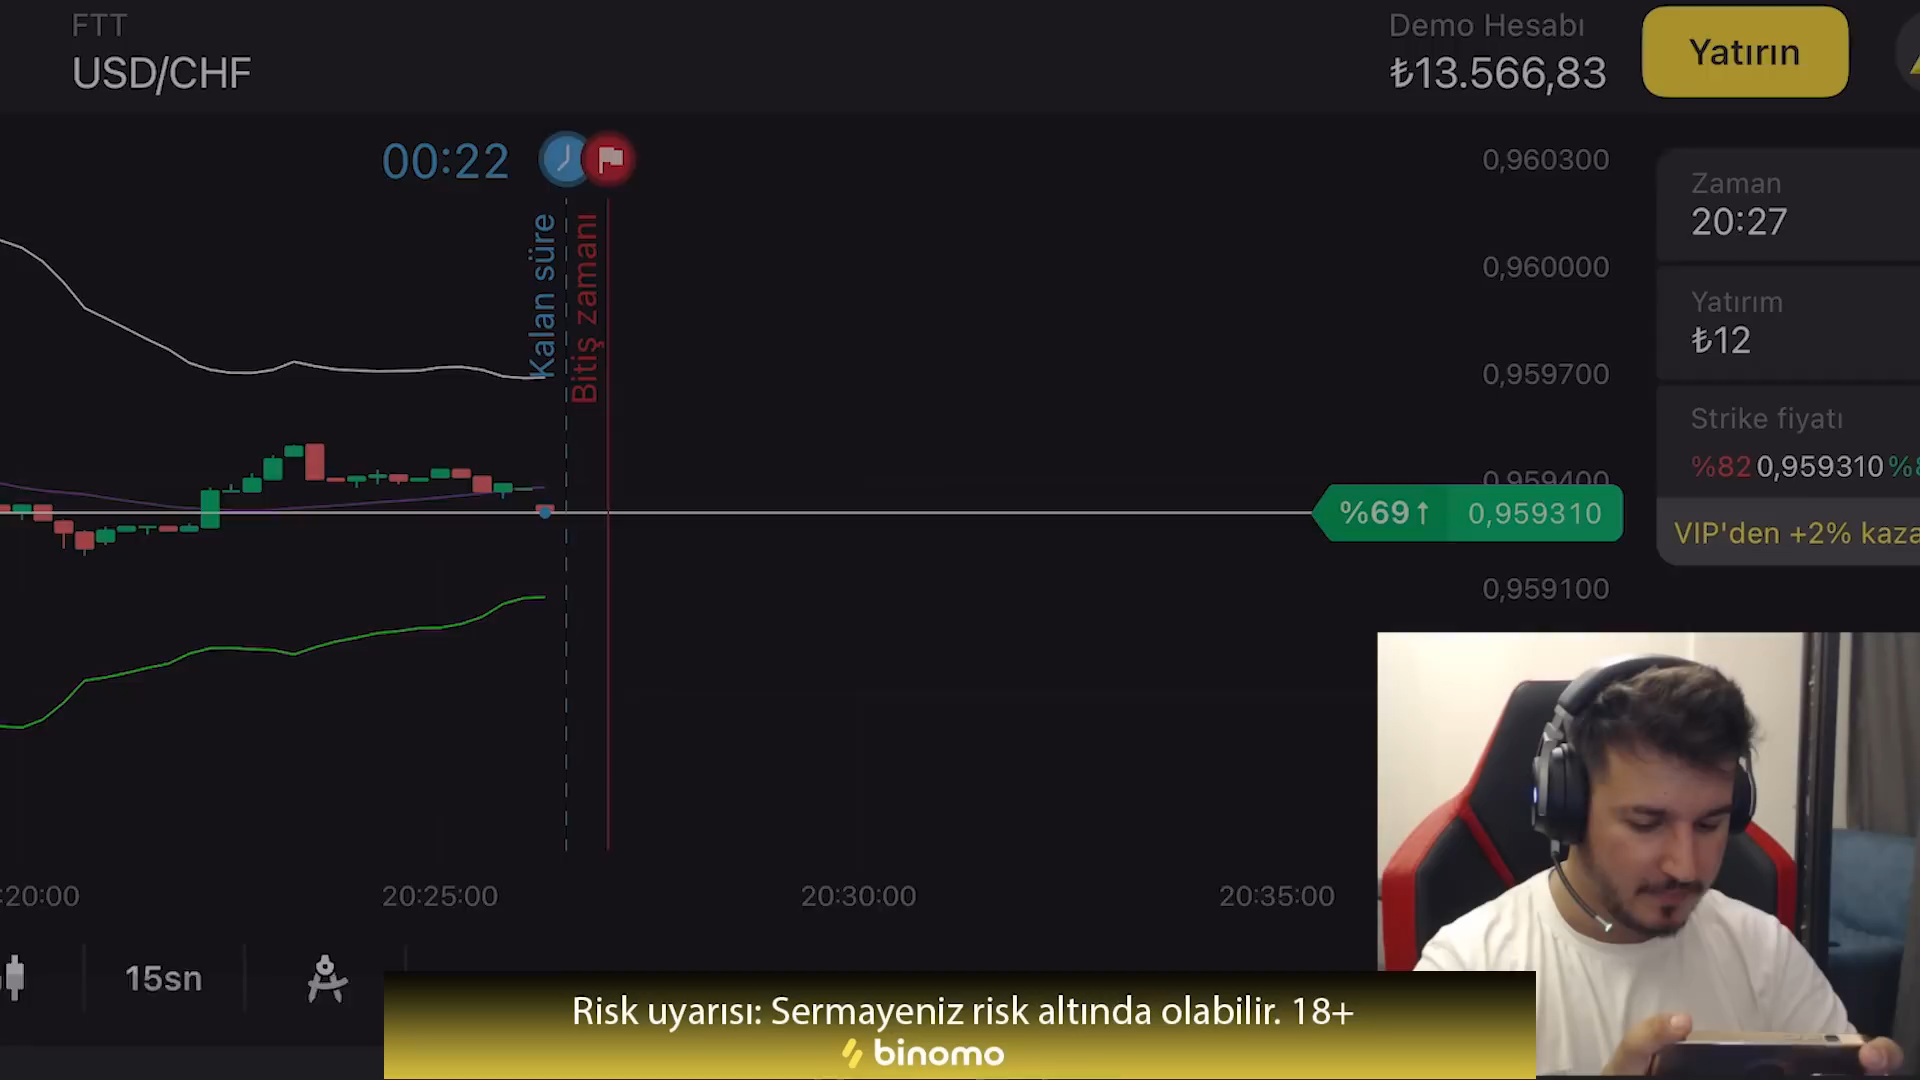 FTT
USD/CHF
Demo Hesabı
₺13.566,83
Yatırın
00:22
Kalan süre
Bitiş zamanı
0,960300
0,960000
0,959700
0,959400
%69↑ 0,959310
0,959100
Zaman
20:27
Yatırım
₺12
Strike fiyatı
%82 0,959310 %8
VIP'den +2% kaza
:20:00 20:25:00 20:30:00 20:35:00
15sn
Risk uyarısı: Sermayeniz risk altında olabilir. 18+
binomo